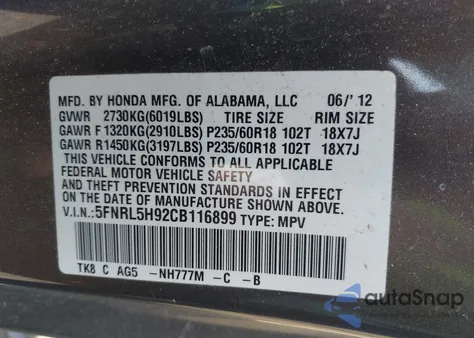 MFD. BY HONDA MFG. OF ALABAMA, LLC 06/'12
GVWR 2730KG(6019LBS) TIRE SIZE RIM SIZE
GAWR F1320KG(2910LBS) P235/60R18 102T 18X7J
GAWR R1450KG(3197LBS) P235/60R18 102T 18X7J
THIS VEHICLE CONFORMS TO ALL APPLICABLE
FEDERAL MOTOR VEHICLE SAFETY
AND THEFT PREVENTION STANDARDS IN EFFECT
ON THE DATE OF MANUFACTURE SHOWN ABOVE.
V.I.N.:5FNRL5H92CB116899 TYPE: MPV
TK8 C AG5 -NH777M -C -B
autoSnap